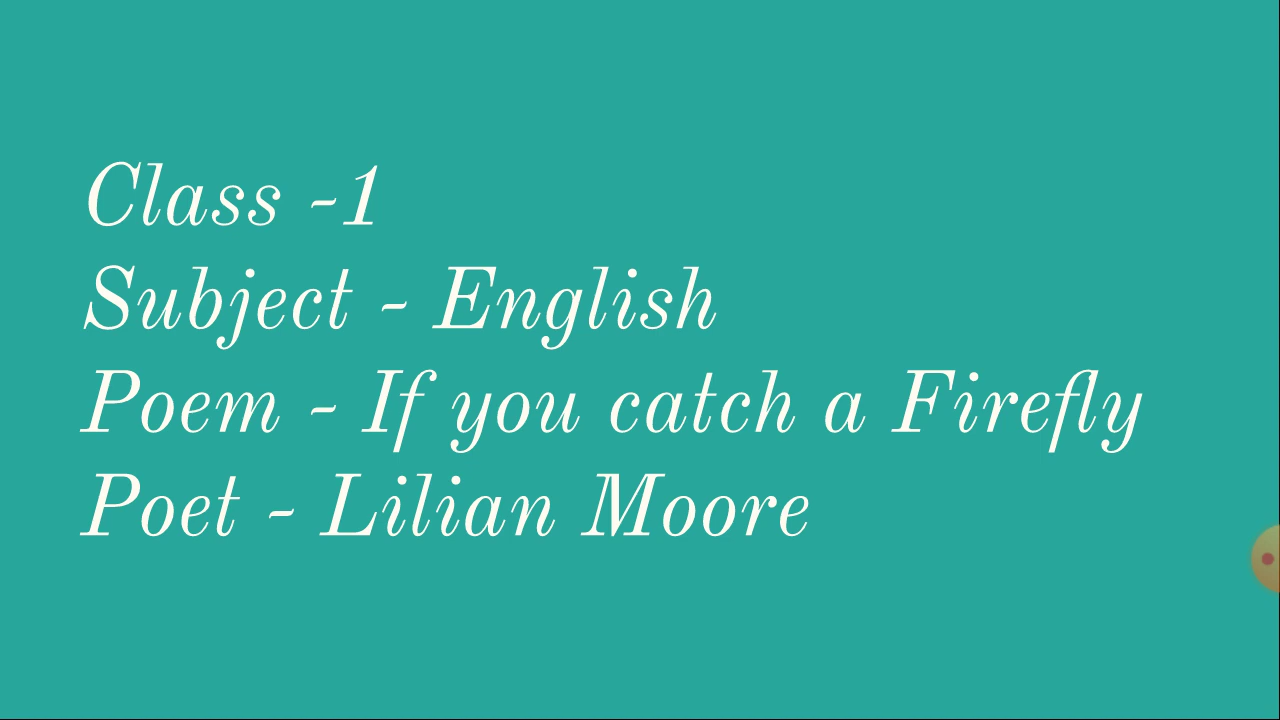 Class -1
Subject - English
Poem - If you catch a Firefly
Poet - Lilian Moore